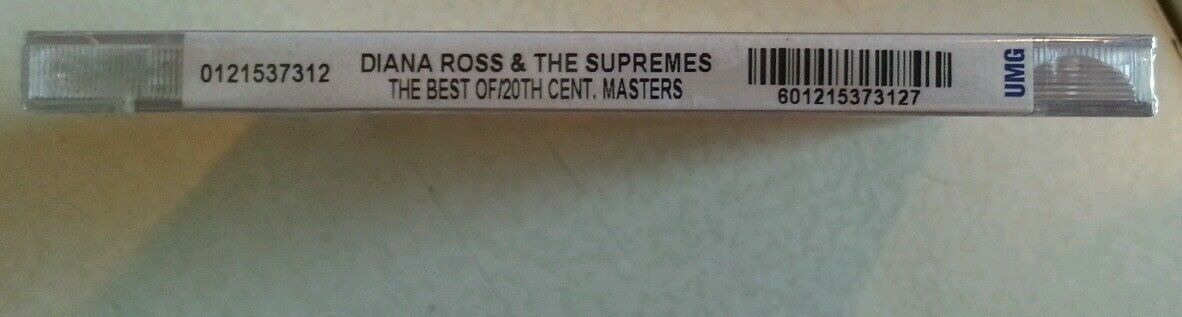 0121537312
DIANA ROSS & THE SUPREMES
THE BEST OF/20TH CENT. MASTERS
601215373127
UMG